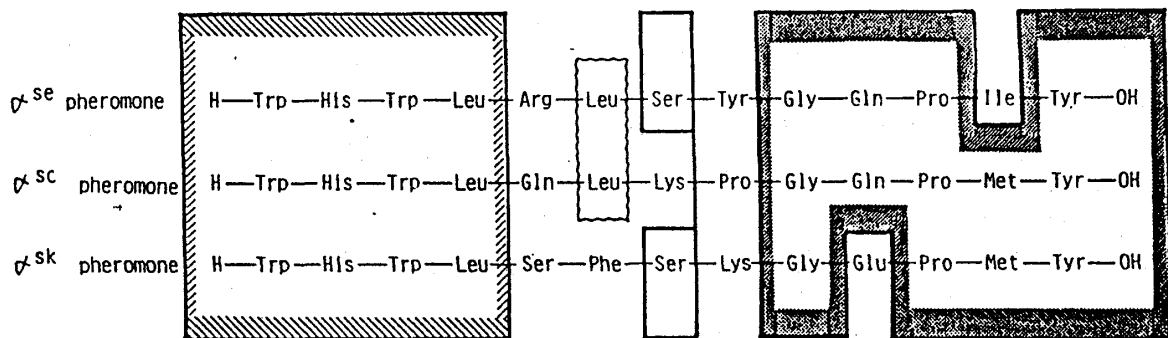 α se pheromone H—Trp—His—Trp—Leu—Arg—Leu—Ser—Tyr—Gly—Gln—Pro—Ile—Tyr—OH
α sc pheromone H—Trp—His—Trp—Leu—Gln—Leu—Lys—Pro—Gly—Gln—Pro—Met—Tyr—OH
α sk pheromone H—Trp—His—Trp—Leu—Ser—Phe—Ser—Lys—Gly—Glu—Pro—Met—Tyr—OH